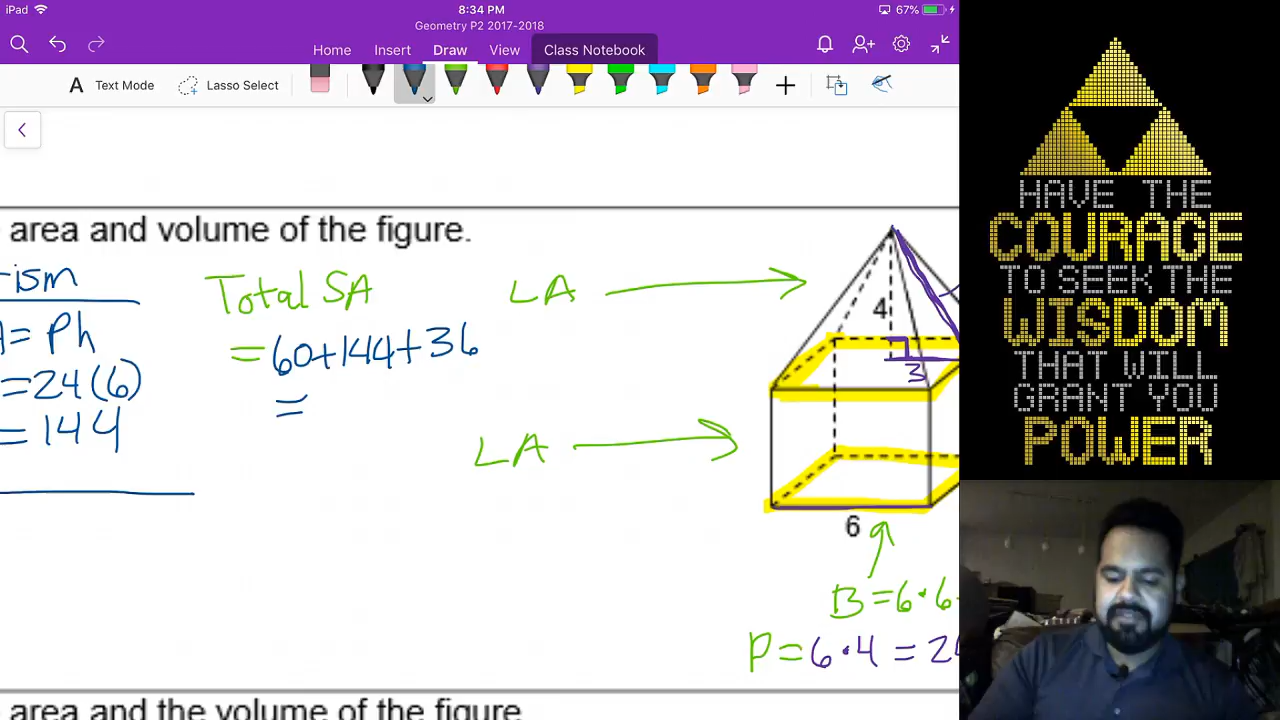 iPad
8:34 PM
67%
Geometry P2 2017-2018
Home Insert Draw View Class Notebook
A Text Mode Lasso Select
area and volume of the figure.
rism
= Ph
=24(6)
=144
Total SA
=60+144+36
=
LA
LA
4
3
6
B=6·6
P=6·4=24
area and the volume of the figure
HAVE THE
COURAGE
TO SEEK THE
WISDOM
THAT WILL
GRANT YOU
POWER